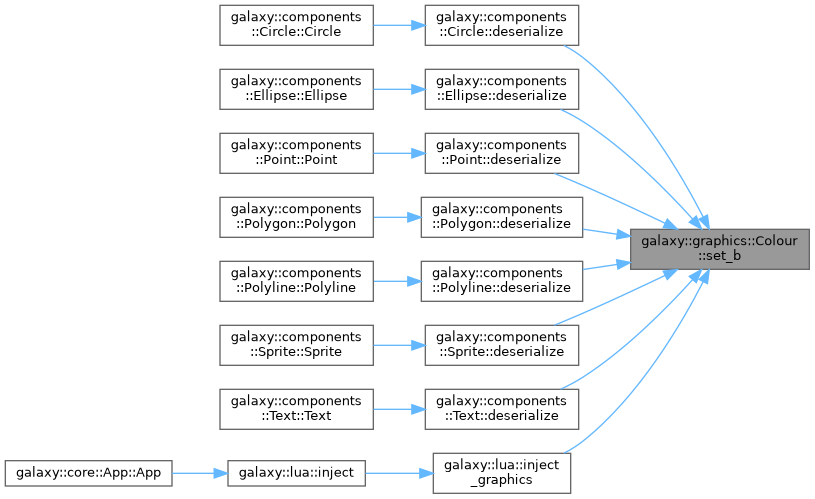 galaxy::components
::Circle::Circle
galaxy::components
::Circle::deserialize
galaxy::components
::Ellipse::Ellipse
galaxy::components
::Ellipse::deserialize
galaxy::components
::Point::Point
galaxy::components
::Point::deserialize
galaxy::components
::Polygon::Polygon
galaxy::components
::Polygon::deserialize
galaxy::graphics::Colour
::set_b
galaxy::components
::Polyline::Polyline
galaxy::components
::Polyline::deserialize
galaxy::components
::Sprite::Sprite
galaxy::components
::Sprite::deserialize
galaxy::components
::Text::Text
galaxy::components
::Text::deserialize
galaxy::core::App::App
galaxy::lua::inject
galaxy::lua::inject
_graphics